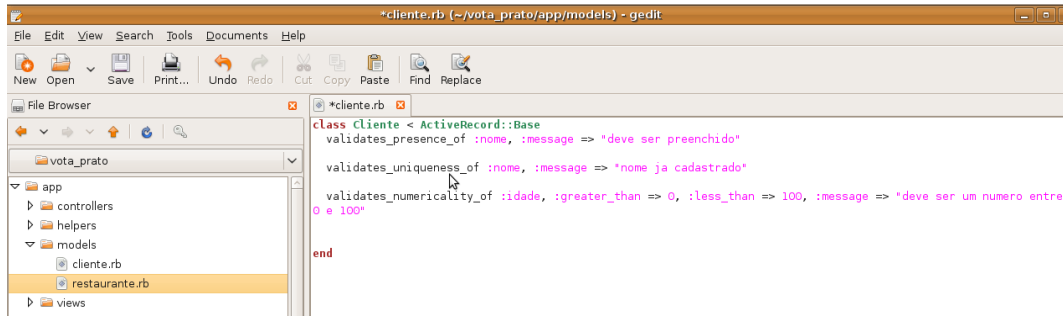 *cliente.rb (~/vota_prato/app/models) - gedit
File Edit View Search Tools Documents Help
New Open Save Print... Undo Redo Cut Copy Paste Find Replace
File Browser
*cliente.rb
vota_prato
app
controllers
helpers
models
cliente.rb
restaurante.rb
views
class Cliente < ActiveRecord::Base
validates_presence_of :nome, :message => "deve ser preenchido"
validates_uniqueness_of :nome, :message => "nome ja cadastrado"
validates_numericality_of :idade, :greater_than => 0, :less_than => 100, :message => "deve ser um numero entre
0 e 100"
end